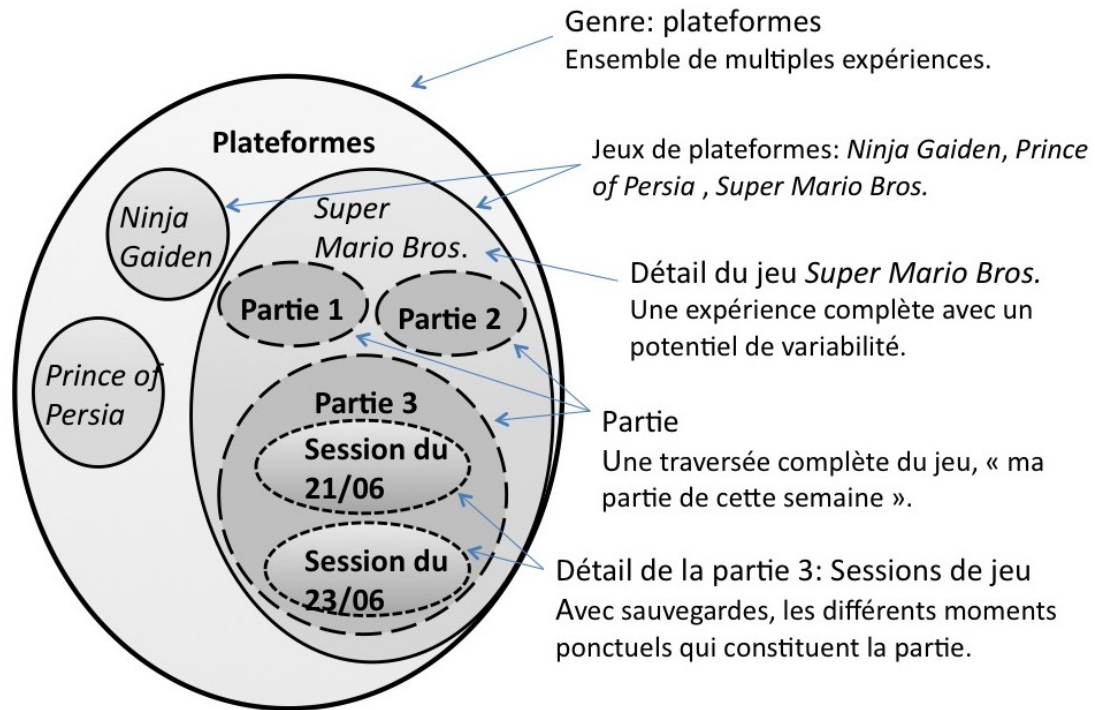 Genre: plateformes
Ensemble de multiples expériences.
Plateformes
Jeux de plateformes: Ninja Gaiden, Prince
of Persia , Super Mario Bros.
Ninja
Gaiden
Super
Mario Bros.
Détail du jeu Super Mario Bros.
Une expérience complète avec un
potentiel de variabilité.
Partie 1
Partie 2
Prince of
Persia
Partie 3
Partie
Une traversée complète du jeu, « ma
partie de cette semaine ».
Session du
21/06
Session du
23/06
Détail de la partie 3: Sessions de jeu
Avec sauvegardes, les différents moments
ponctuels qui constituent la partie.